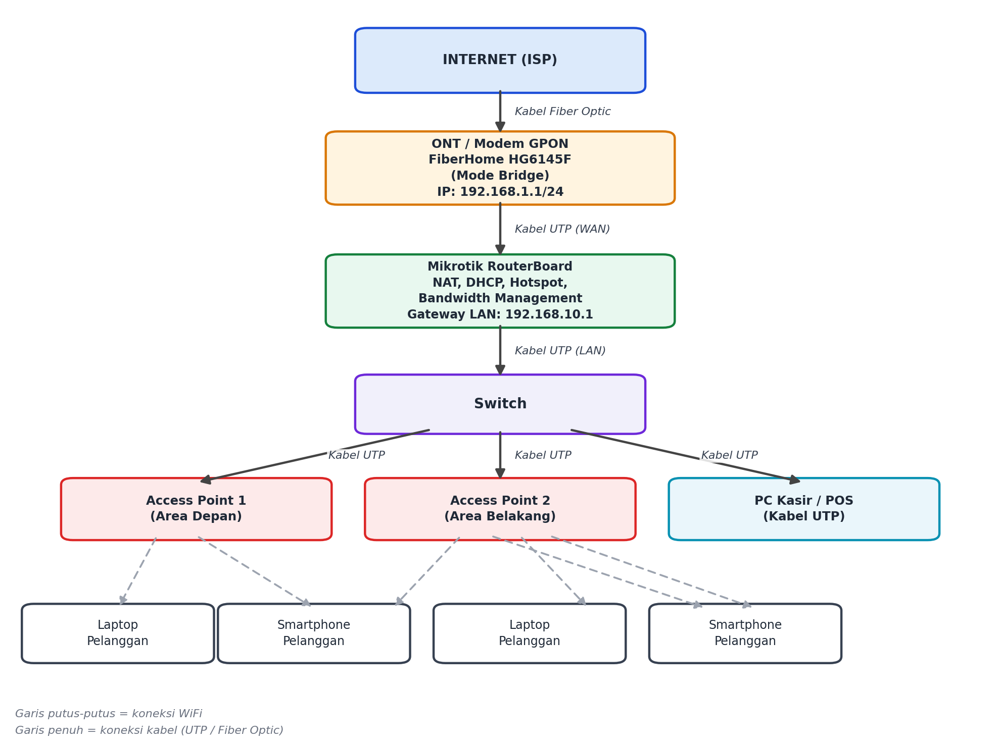 INTERNET (ISP)
Kabel Fiber Optic
ONT / Modem GPON
FiberHome HG6145F
(Mode Bridge)
IP: 192.168.1.1/24
Kabel UTP (WAN)
Mikrotik RouterBoard
NAT, DHCP, Hotspot,
Bandwidth Management
Gateway LAN: 192.168.10.1
Kabel UTP (LAN)
Switch
Kabel UTP
Kabel UTP
Kabel UTP
Access Point 1
(Area Depan)
Access Point 2
(Area Belakang)
PC Kasir / POS
(Kabel UTP)
Laptop
Pelanggan
Smartphone
Pelanggan
Laptop
Pelanggan
Smartphone
Pelanggan
Garis putus-putus = koneksi WiFi
Garis penuh = koneksi kabel (UTP / Fiber Optic)